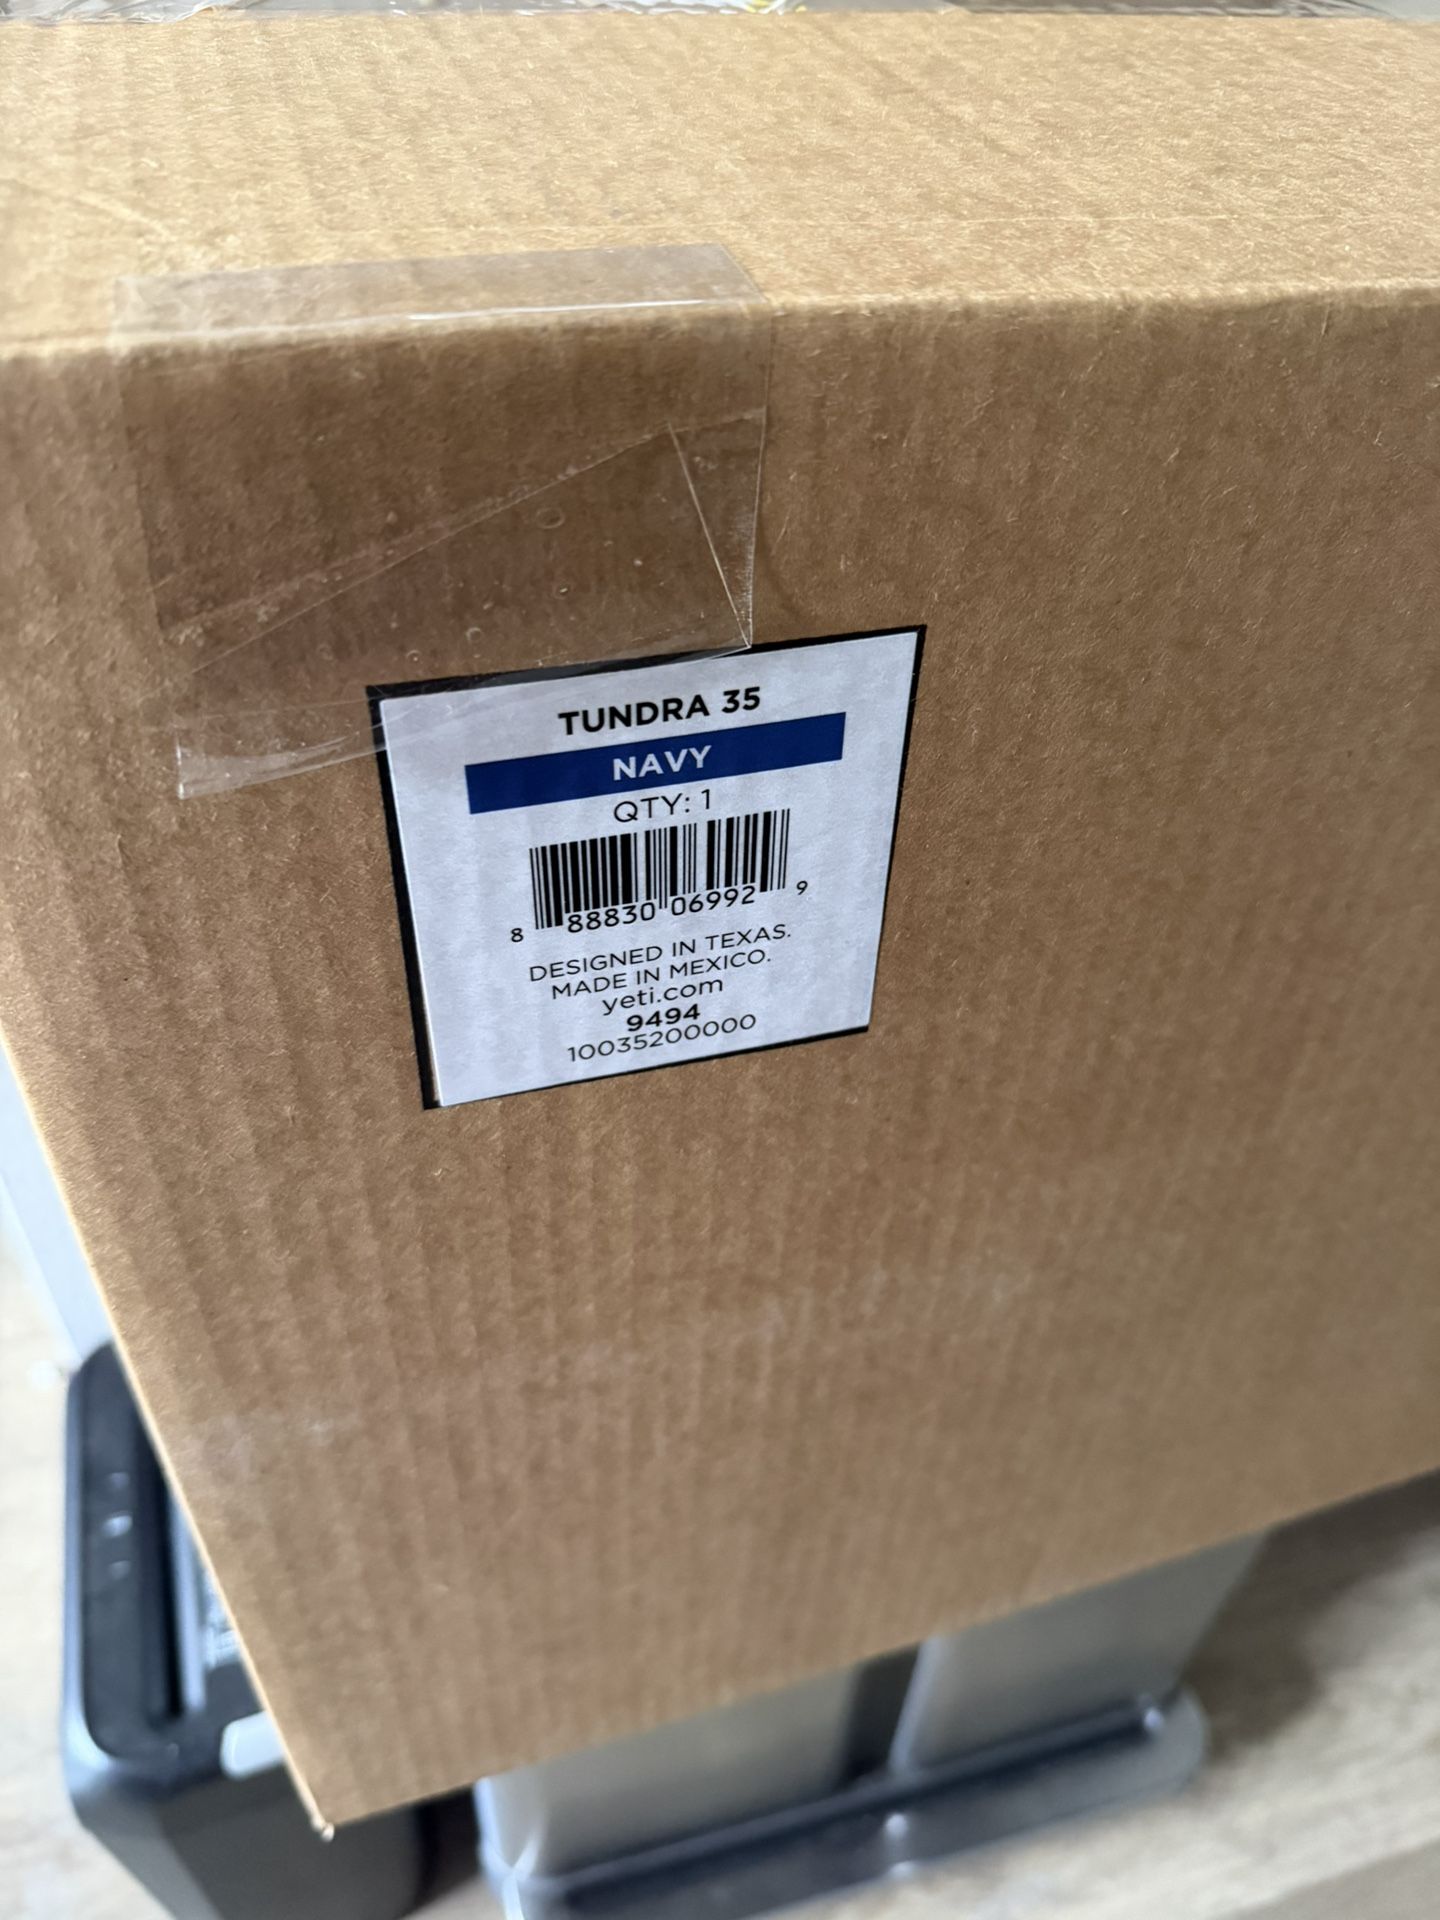 TUNDRA 35
NAVY
QTY: 1
8 88830 06992 9
DESIGNED IN TEXAS.
MADE IN MEXICO.
yeti.com
9494
10035200000